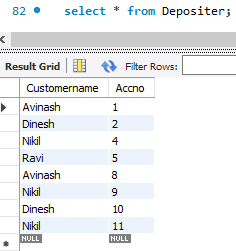 82 select * from Depositer;
Result Grid Filter Rows:
Customername Accno
Avinash 1
Dinesh 2
Nikil 4
Ravi 5
Avinash 8
Nikil 9
Dinesh 10
Nikil 11
NULL NULL